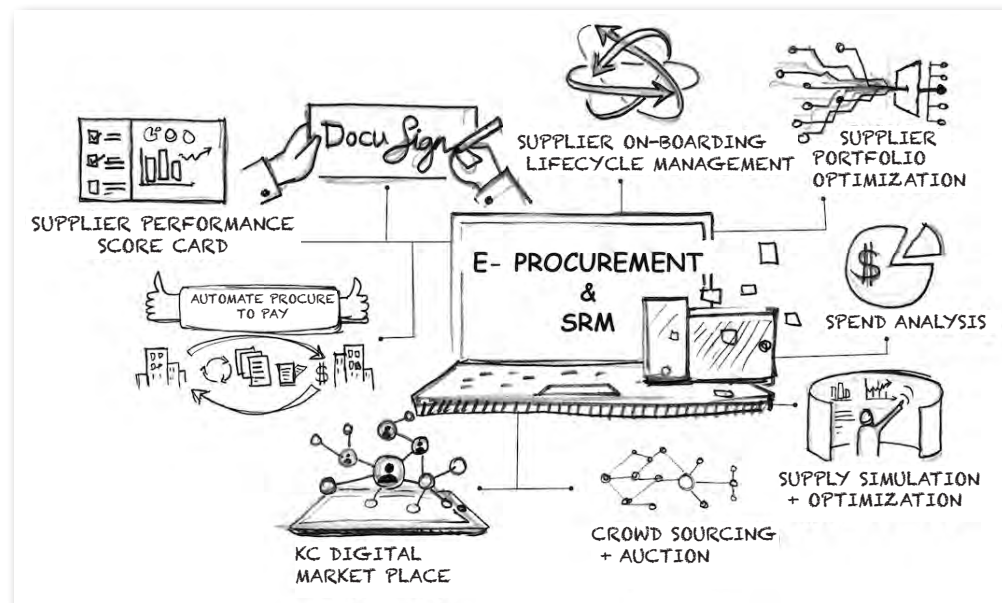 DocuSign
SUPPLIER ON-BOARDING
LIFECYCLE MANAGEMENT
SUPPLIER
PORTFOLIO
OPTIMIZATION
SUPPLIER PERFORMANCE
SCORE CARD
E- PROCUREMENT
&
SRM
AUTOMATE PROCURE
TO PAY
$
$
SPEND ANALYSIS
SUPPLY SIMULATION
+ OPTIMIZATION
KC DIGITAL
MARKET PLACE
CROWD SOURCING
+ AUCTION